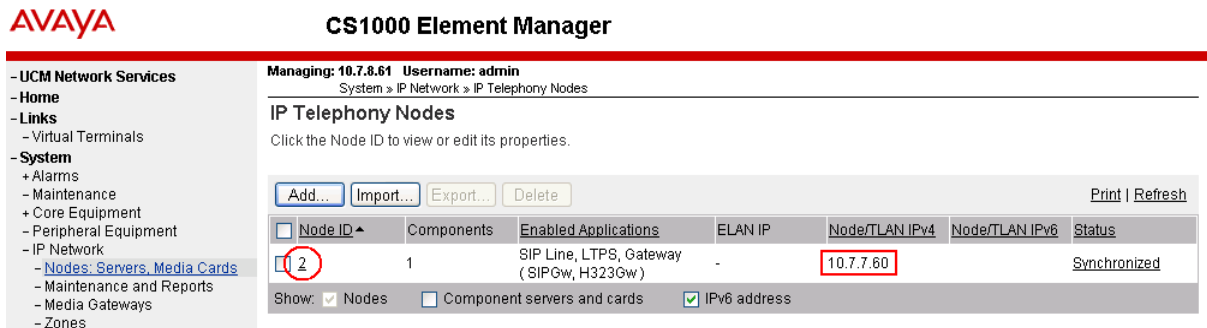 AVAYA
CS1000 Element Manager
- UCM Network Services
- Home
- Links
- Virtual Terminals
- System
+ Alarms
- Maintenance
+ Core Equipment
- Peripheral Equipment
- IP Network
- Nodes: Servers, Media Cards
- Maintenance and Reports
- Media Gateways
- Zones
Managing: 10.7.8.61 Username: admin
System » IP Network » IP Telephony Nodes
IP Telephony Nodes
Click the Node ID to view or edit its properties.
Add... Import... Export... Delete Print | Refresh
Node ID Components Enabled Applications ELAN IP Node/TLAN IPv4 Node/TLAN IPv6 Status
2 1 SIP Line, LTPS, Gateway - 10.7.7.60 Synchronized
( SIPGw, H323Gw )
Show: Nodes Component servers and cards IPv6 address